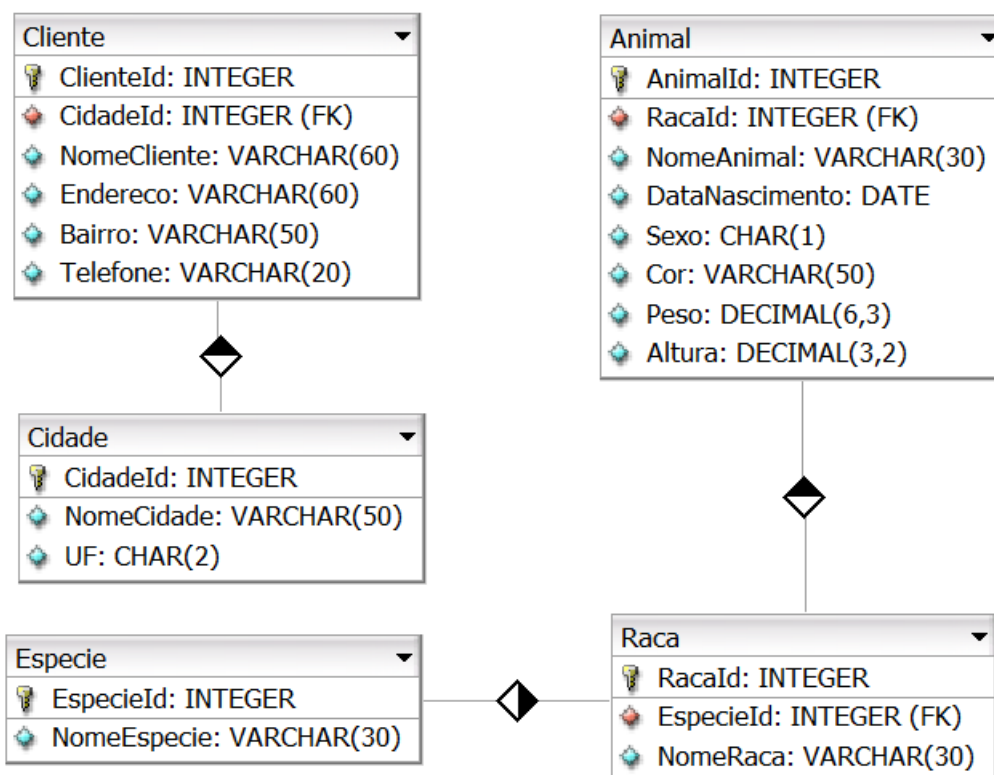 Cliente
ClienteId: INTEGER
CidadeId: INTEGER (FK)
NomeCliente: VARCHAR(60)
Endereco: VARCHAR(60)
Bairro: VARCHAR(50)
Telefone: VARCHAR(20)
Animal
AnimalId: INTEGER
RacaId: INTEGER (FK)
NomeAnimal: VARCHAR(30)
DataNascimento: DATE
Sexo: CHAR(1)
Cor: VARCHAR(50)
Peso: DECIMAL(6,3)
Altura: DECIMAL(3,2)
Cidade
CidadeId: INTEGER
NomeCidade: VARCHAR(50)
UF: CHAR(2)
Especie
EspecieId: INTEGER
NomeEspecie: VARCHAR(30)
Raca
RacaId: INTEGER
EspecieId: INTEGER (FK)
NomeRaca: VARCHAR(30)